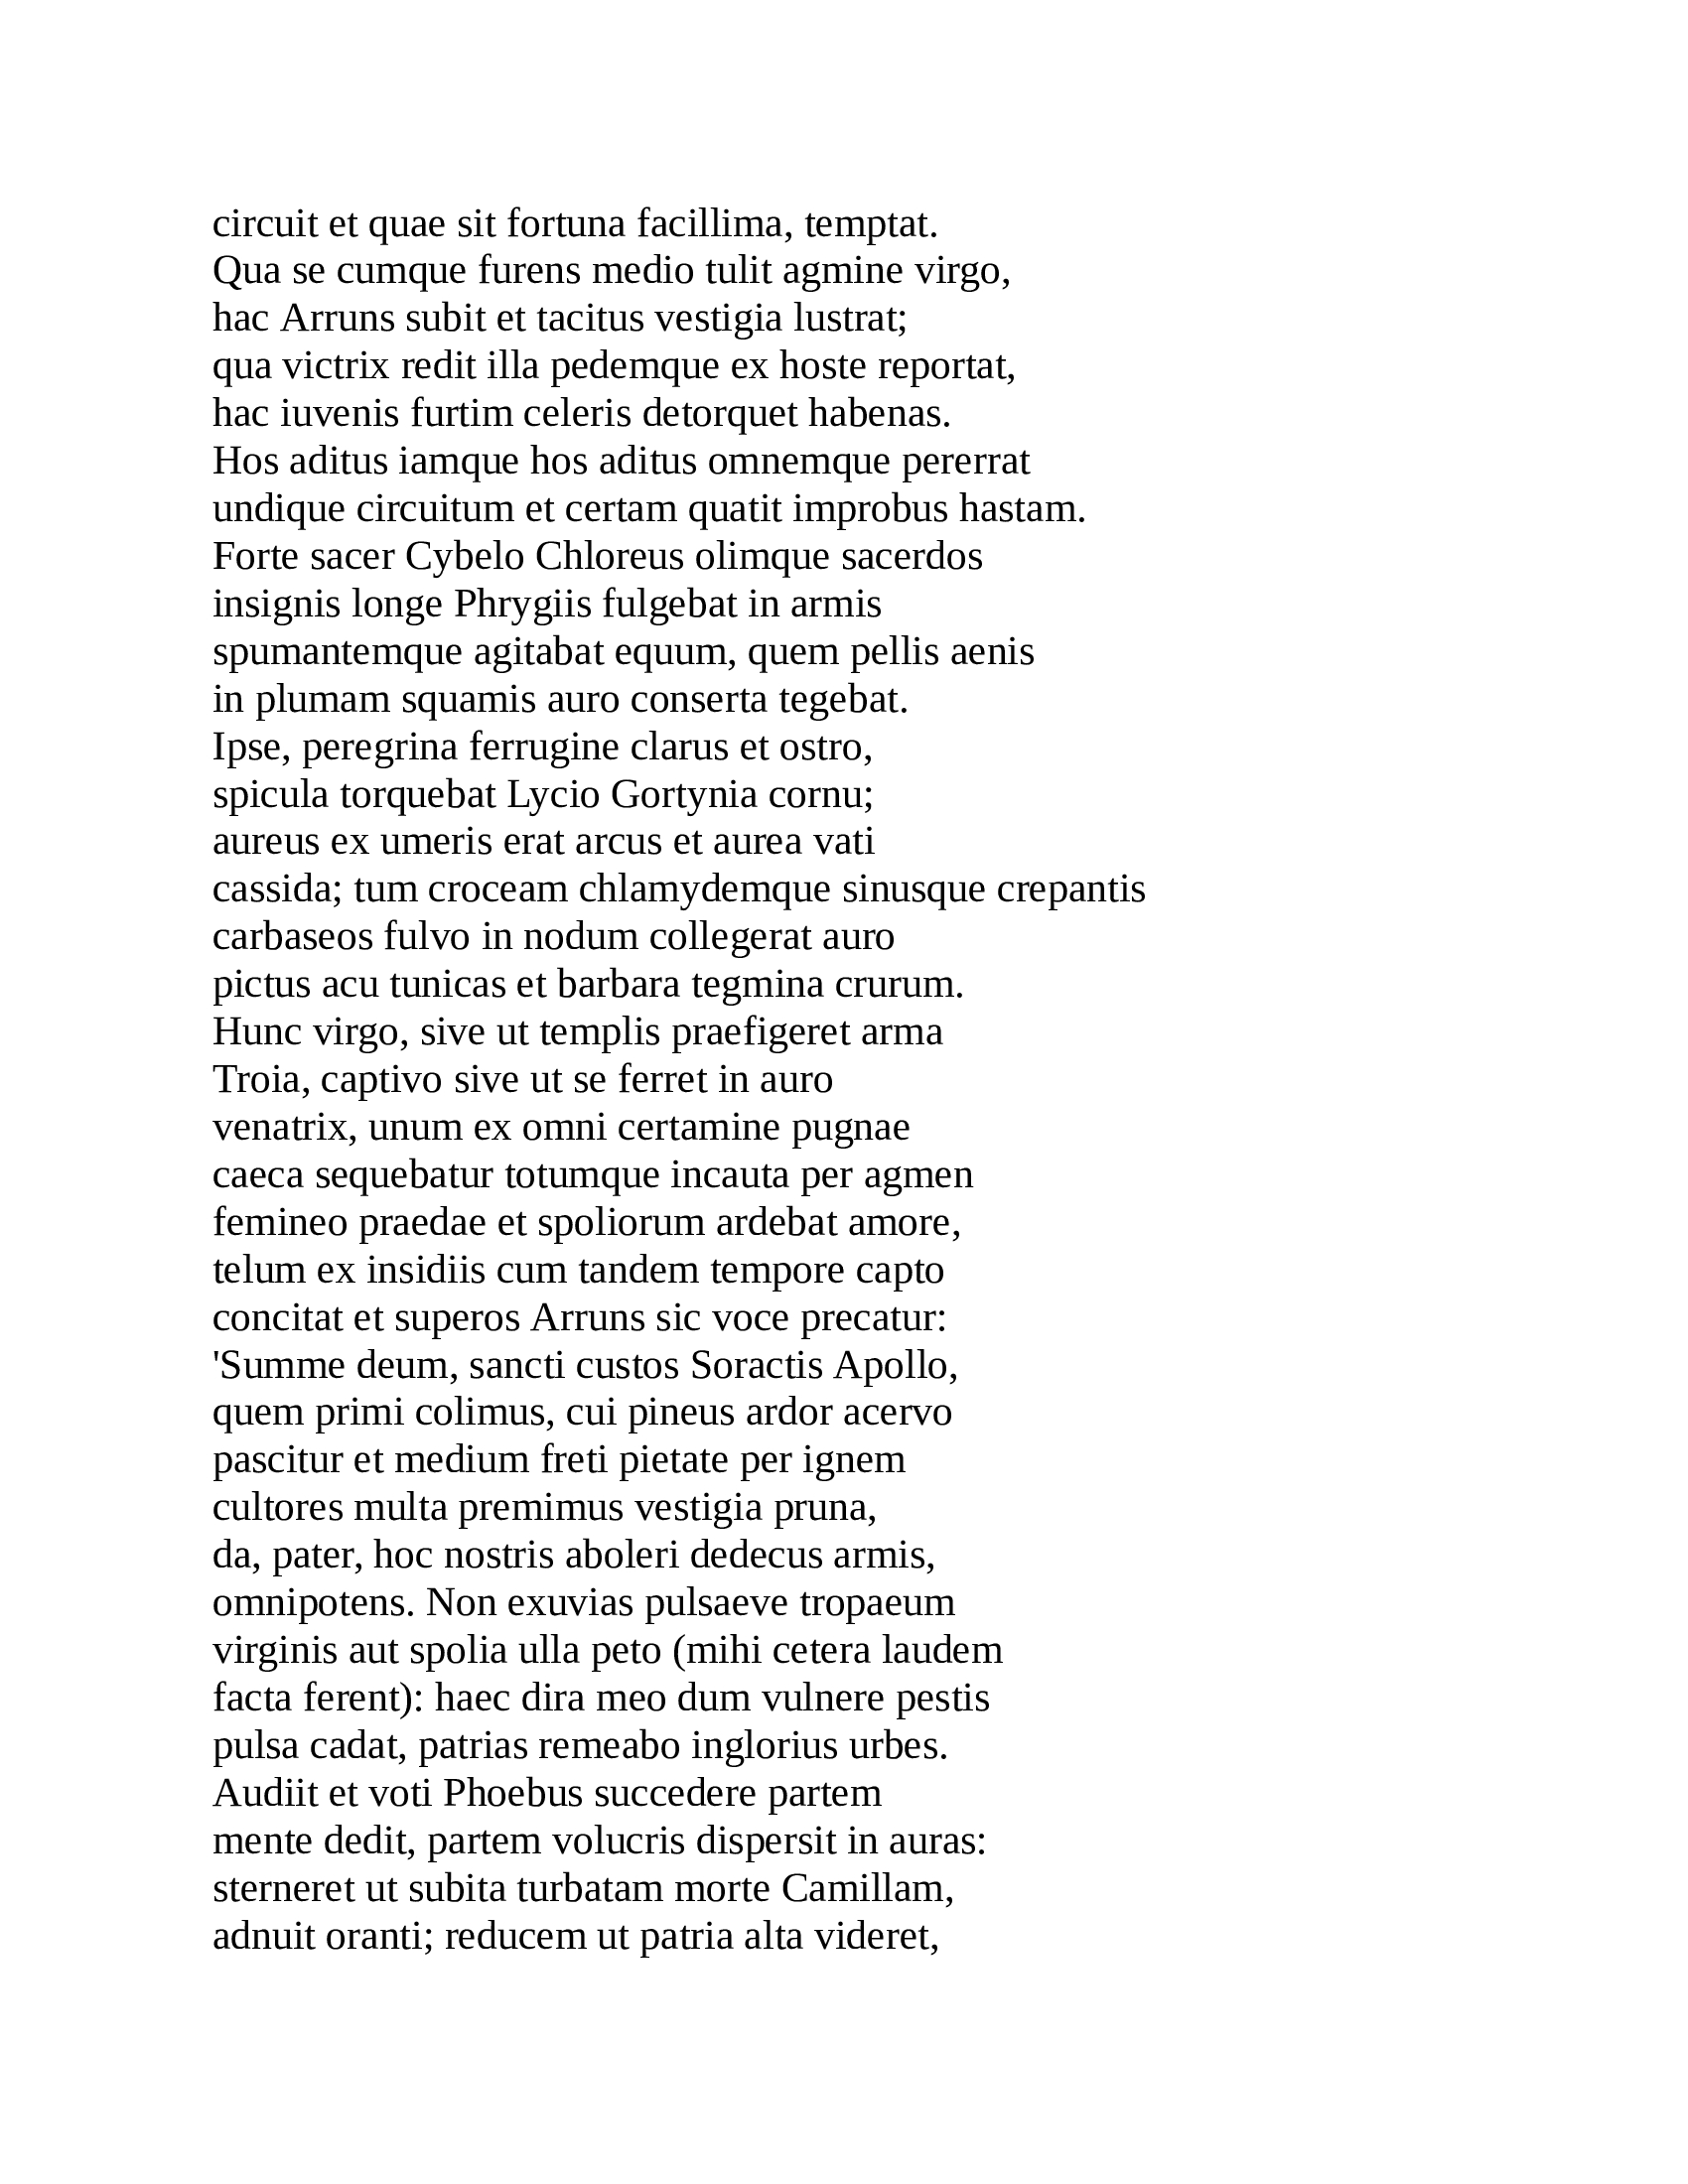 circuit et quae sit fortuna facillima, temptat.
Qua se cumque furens medio tulit agmine virgo,
hac Arruns subit et tacitus vestigia lustrat;
qua victrix redit illa pedemque ex hoste reportat,
hac iuvenis furtim celeris detorquet habenas.
Hos aditus iamque hos aditus omnemque pererrat
undique circuitum et certam quatit improbus hastam.
Forte sacer Cybelo Chloreus olimque sacerdos
insignis longe Phrygiis fulgebat in armis
spumantemque agitabat equum, quem pellis aenis
in plumam squamis auro conserta tegebat.
Ipse, peregrina ferrugine clarus et ostro,
spicula torquebat Lycio Gortynia cornu;
aureus ex umeris erat arcus et aurea vati
cassida; tum croceam chlamydemque sinusque crepantis
carbaseos fulvo in nodum collegerat auro
pictus acu tunicas et barbara tegmina crurum.
Hunc virgo, sive ut templis praefigeret arma
Troia, captivo sive ut se ferret in auro
venatrix, unum ex omni certamine pugnae
caeca sequebatur totumque incauta per agmen
femineo praedae et spoliorum ardebat amore,
telum ex insidiis cum tandem tempore capto
concitat et superos Arruns sic voce precatur:
'Summe deum, sancti custos Soractis Apollo,
quem primi colimus, cui pineus ardor acervo
pascitur et medium freti pietate per ignem
cultores multa premimus vestigia pruna,
da, pater, hoc nostris aboleri dedecus armis,
omnipotens. Non exuvias pulsaeve tropaeum
virginis aut spolia ulla peto (mihi cetera laudem
facta ferent): haec dira meo dum vulnere pestis
pulsa cadat, patrias remeabo inglorius urbes.
Audiit et voti Phoebus succedere partem
mente dedit, partem volucris dispersit in auras:
sterneret ut subita turbatam morte Camillam,
adnuit oranti; reducem ut patria alta videret,